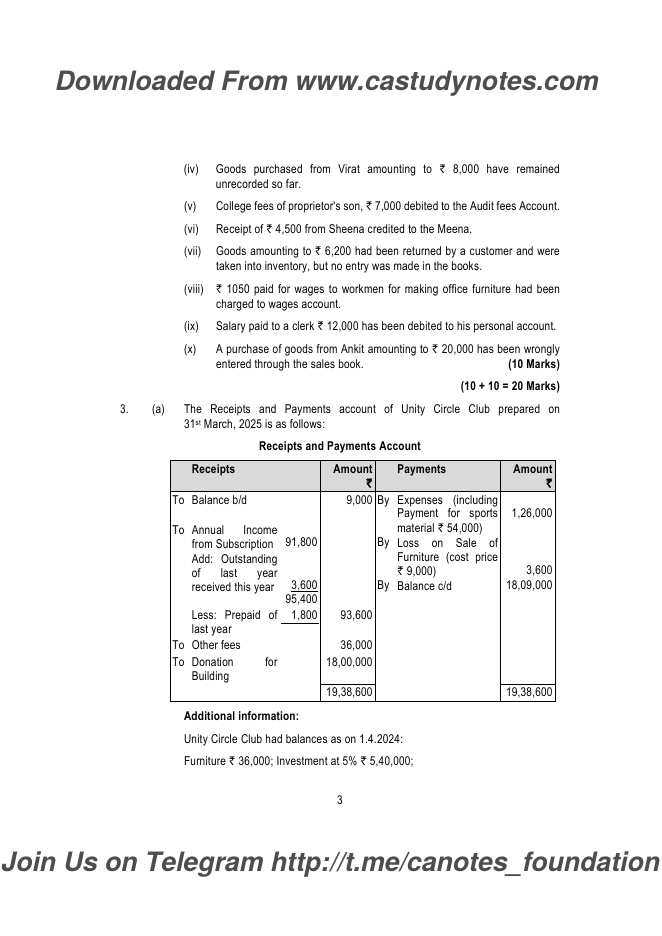 Downloaded From www.castudynotes.com
(iv) Goods purchased from Virat amounting to ₹ 8,000 have remained
unrecorded so far.
(v) College fees of proprietor's son, ₹ 7,000 debited to the Audit fees Account.
(vi) Receipt of ₹ 4,500 from Sheena credited to the Meena.
(vii) Goods amounting to ₹ 6,200 had been returned by a customer and were
taken into inventory, but no entry was made in the books.
(viii) ₹ 1050 paid for wages to workmen for making office furniture had been
charged to wages account.
(ix) Salary paid to a clerk ₹ 12,000 has been debited to his personal account.
(x) A purchase of goods from Ankit amounting to ₹ 20,000 has been wrongly
entered through the sales book. (10 Marks)
(10 + 10 = 20 Marks)
3. (a) The Receipts and Payments account of Unity Circle Club prepared on
31st March, 2025 is as follows:
Receipts and Payments Account
Receipts Amount Payments Amount
₹ ₹
To Balance b/d 9,000 By Expenses (including
Payment for sports 1,26,000
material ₹ 54,000)
To Annual Income
from Subscription 91,800
By Loss on Sale of
Add: Outstanding
Furniture (cost price
of last year
₹ 9,000) 3,600
received this year 3,600
By Balance c/d 18,09,000
95,400
Less: Prepaid of 1,800 93,600
last year
To Other fees 36,000
To Donation for 18,00,000
Building
19,38,600 19,38,600
Additional information:
Unity Circle Club had balances as on 1.4.2024:
Furniture ₹ 36,000; Investment at 5% ₹ 5,40,000;
3
Join Us on Telegram http://t.me/canotes_foundation